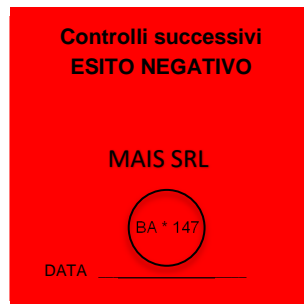 Controlli successivi
ESITO NEGATIVO
MAIS SRL
BA * 147
DATA